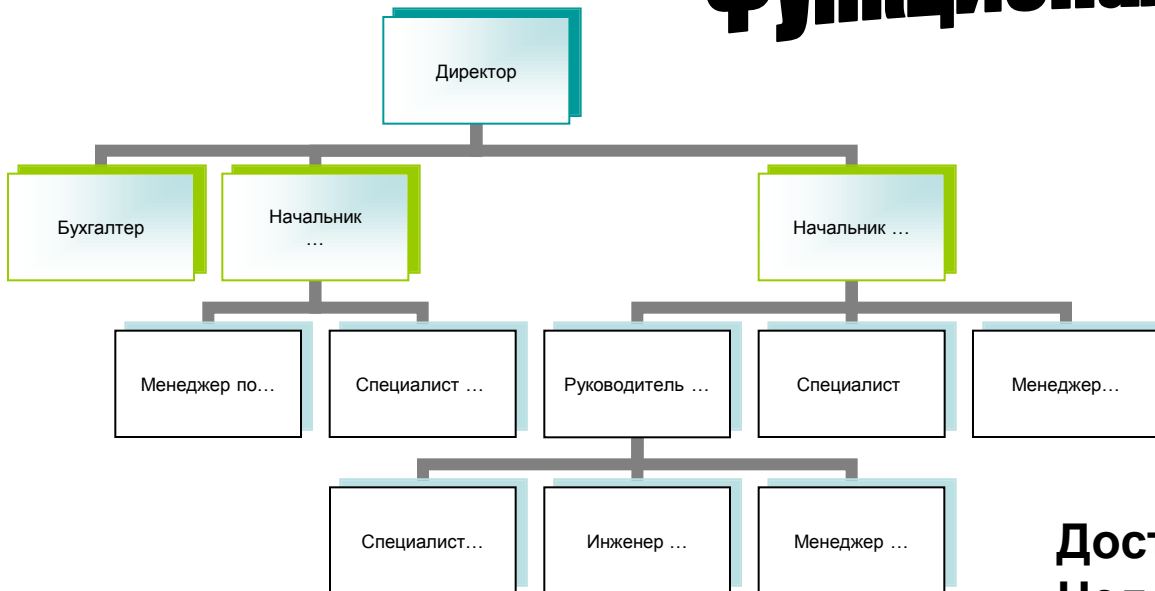 Директор
Бухгалтер
Начальник
…
Начальник …
Менеджер по…
Специалист …
Руководитель …
Специалист
Менеджер…
Специалист…
Инженер …
Менеджер …